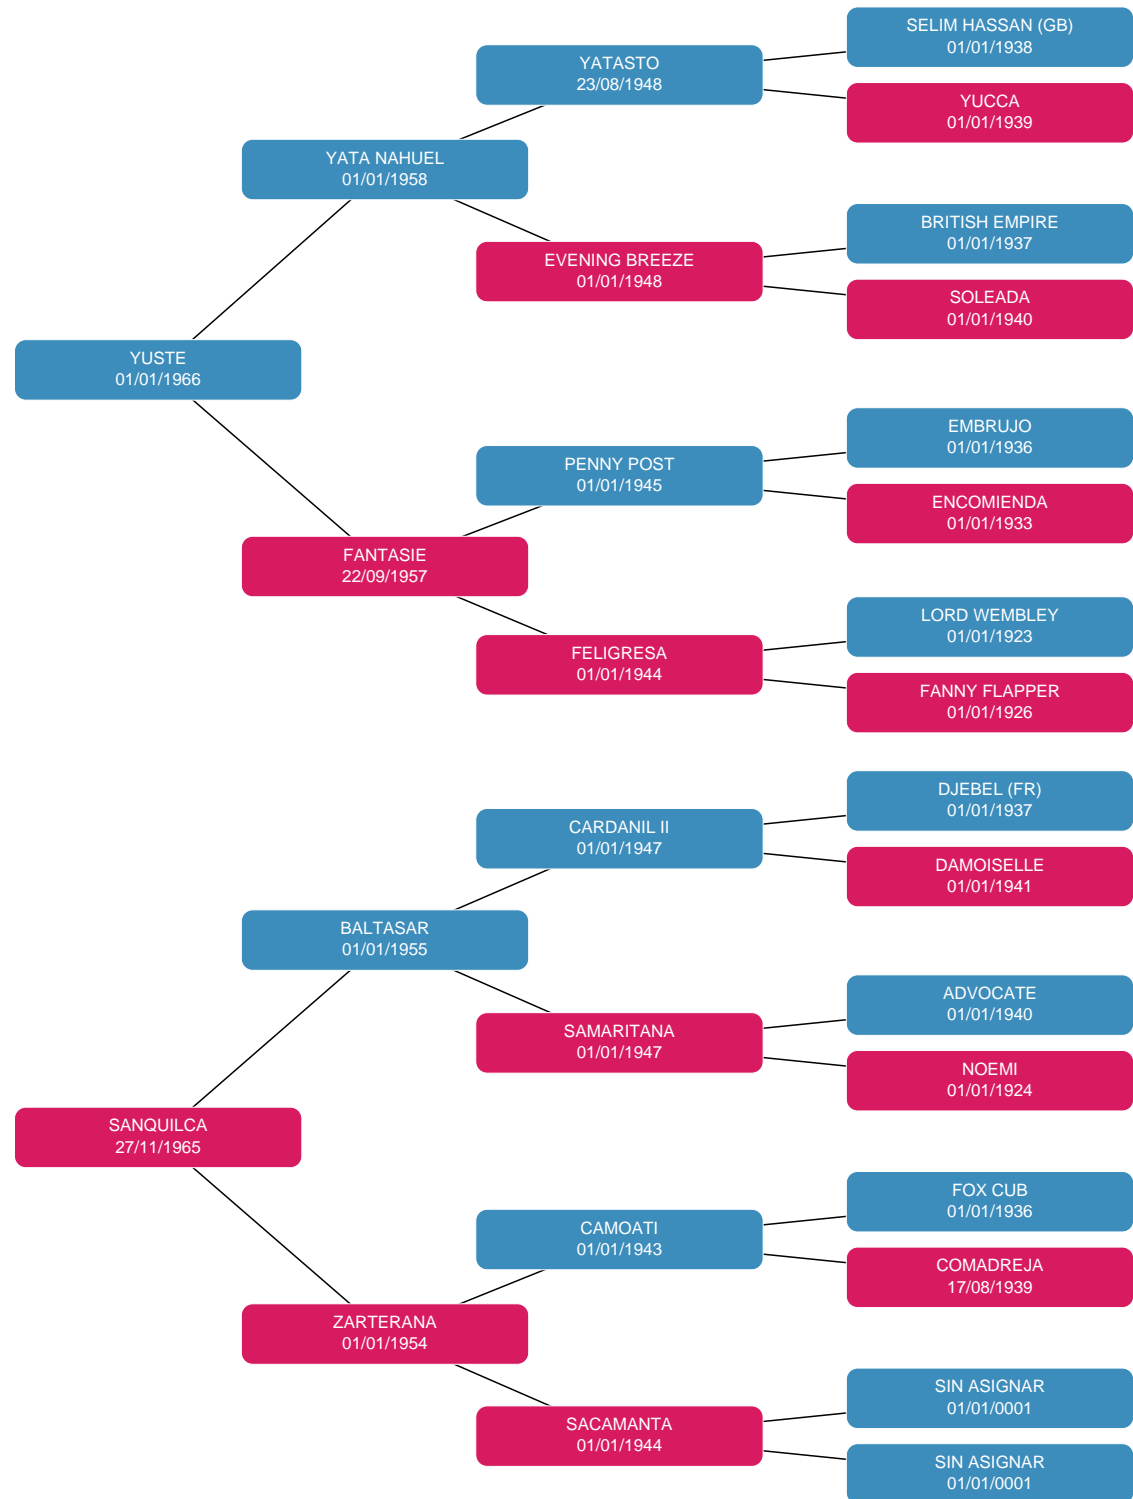 SELIM HASSAN (GB)
01/01/1938
YATASTO
23/08/1948
YUCCA
01/01/1939
YATA NAHUEL
01/01/1958
BRITISH EMPIRE
01/01/1937
EVENING BREEZE
01/01/1948
SOLEADA
01/01/1940
YUSTE
01/01/1966
EMBRUJO
01/01/1936
PENNY POST
01/01/1945
ENCOMIENDA
01/01/1933
FANTASIE
22/09/1957
LORD WEMBLEY
01/01/1923
FELIGRESA
01/01/1944
FANNY FLAPPER
01/01/1926
DJEBEL (FR)
01/01/1937
CARDANIL II
01/01/1947
DAMOISELLE
01/01/1941
BALTASAR
01/01/1955
ADVOCATE
01/01/1940
SAMARITANA
01/01/1947
NOEMI
01/01/1924
SANQUILCA
27/11/1965
FOX CUB
01/01/1936
CAMOATI
01/01/1943
COMADREJA
17/08/1939
ZARTERANA
01/01/1954
SIN ASIGNAR
01/01/0001
SACAMANTA
01/01/1944
SIN ASIGNAR
01/01/0001